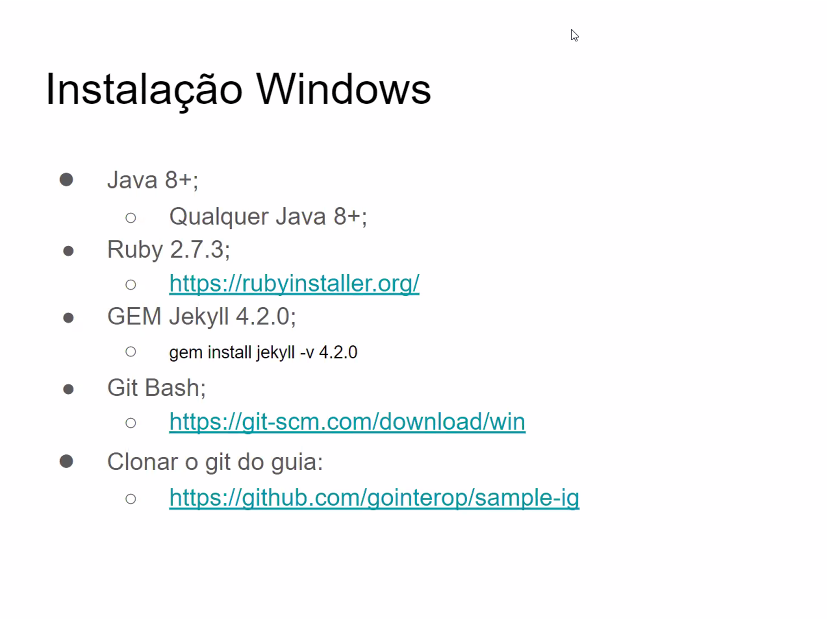 Instalação Windows
Java 8+;
Qualquer Java 8+;
Ruby 2.7.3;
https://rubyinstaller.org/
GEM Jekyll 4.2.0;
gem install jekyll -v 4.2.0
Git Bash;
https://git-scm.com/download/win
Clonar o git do guia:
https://github.com/gointerop/sample-ig